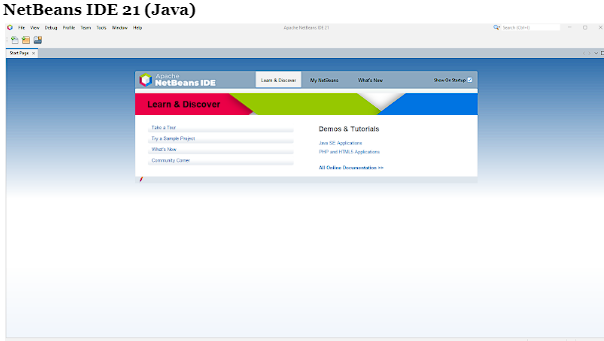 NetBeans IDE 21 (Java)
File View Debug Profile Team Tools Window Help
Apache NetBeans IDE 21
Search (Ctrl+I)
Start Page
Apache
NetBeans IDE
Learn & Discover
My NetBeans
What's New
Show On Startup
Learn & Discover
Take a Tour
Try a Sample Project
What's New
Community Corner
Demos & Tutorials
Java SE Applications
PHP and HTML5 Applications
All Online Documentation >>